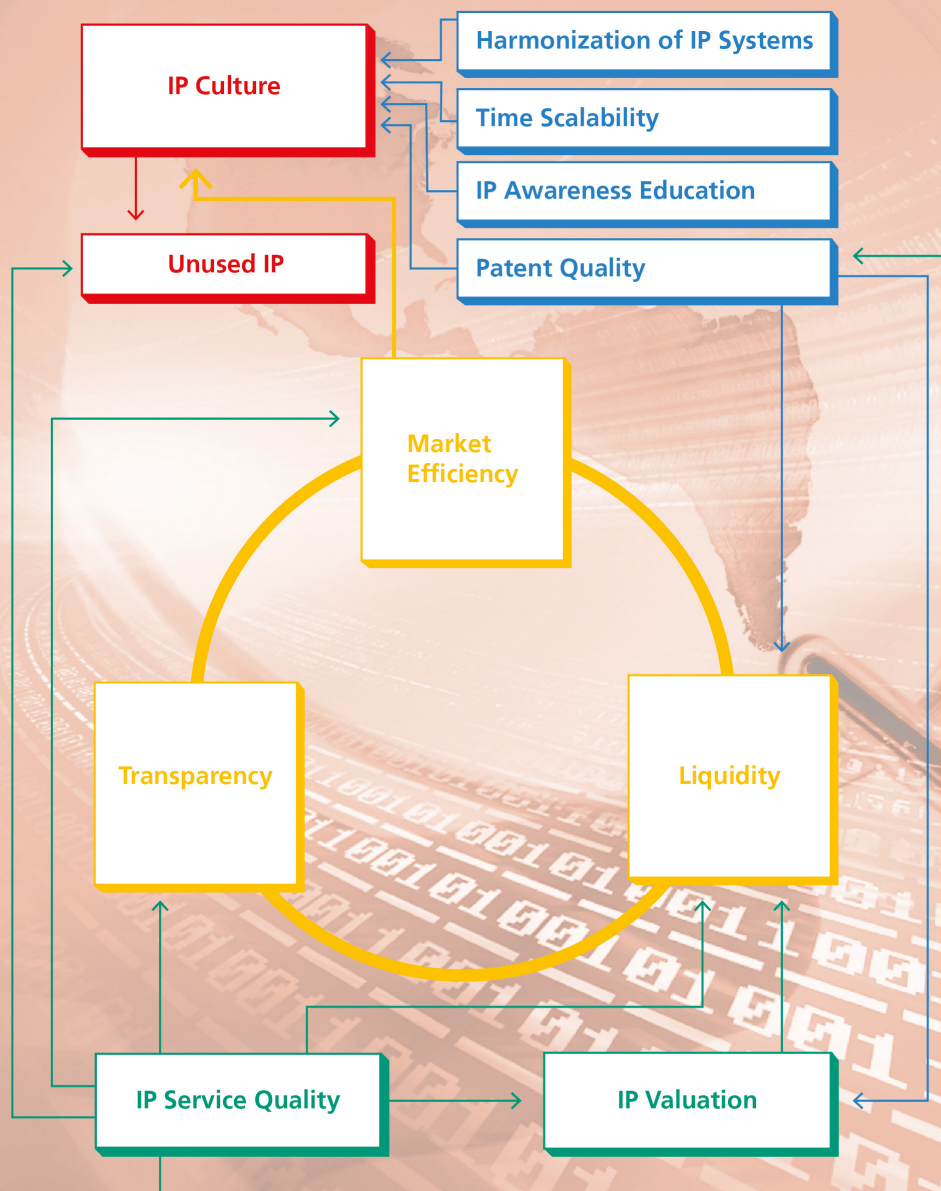 IP Culture
Harmonization of IP Systems
Time Scalability
IP Awareness Education
Unused IP
Patent Quality
Market
Efficiency
Transparency
Liquidity
IP Service Quality
IP Valuation